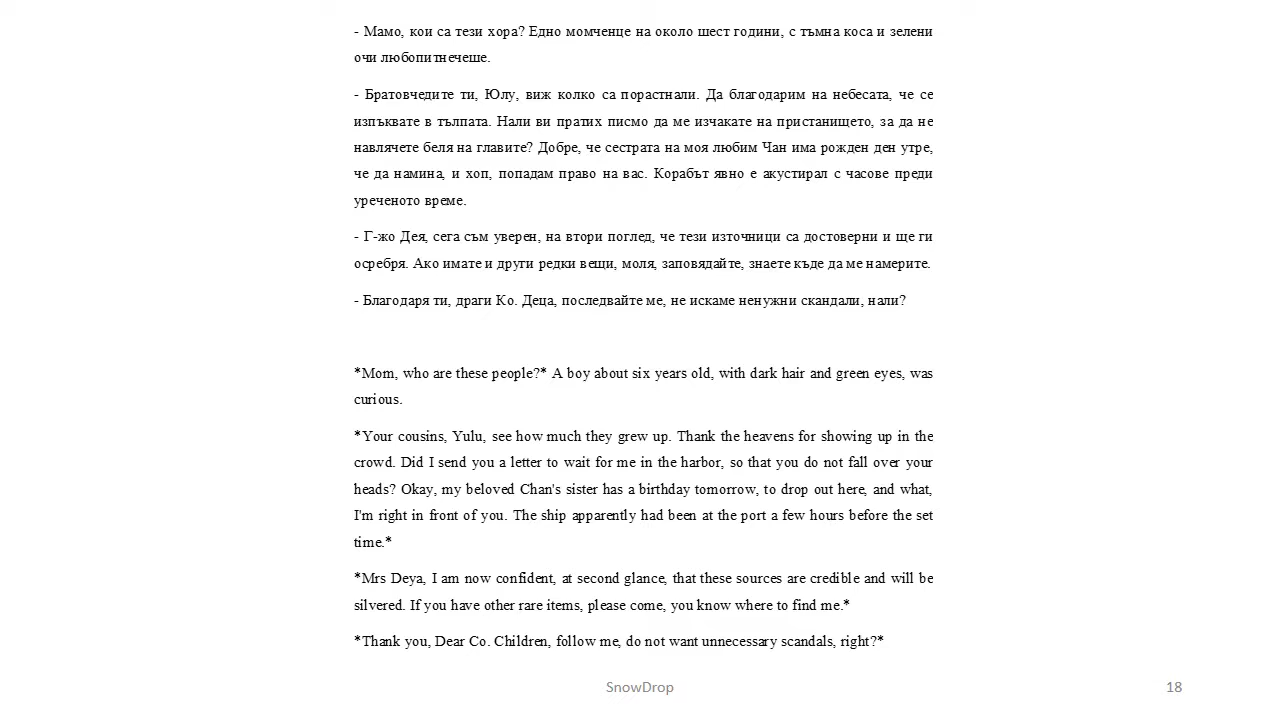 - Мамо, кои са тези хора? Едно момченце на около шест години, с тъмна коса и зелени
очи любопитнечеше.
- Братовчедите ти, Юлу, виж колко са порастнали. Да благодарим на небесата, че се
изпъквате в тълпата. Нали ви пратих писмо да ме изчакате на пристанището, за да не
навлячете беля на главите? Добре, че сестрата на моя любим Чан има рожден ден утре,
че да намина, и хоп, попадам право на вас. Корабът явно е акустирал с часове преди
уреченото време.
- Г-жо Дея, сега съм уверен, на втори поглед, че тези източници са достоверни и ще ги
осребря. Ако имате и други редки вещи, моля, заповядайте, знаете къде да ме намерите.
- Благодаря ти, драги Ко. Деца, последвайте ме, не искаме ненужни скандали, нали?
*Mom, who are these people?* A boy about six years old, with dark hair and green eyes, was
curious.
*Your cousins, Yulu, see how much they grew up. Thank the heavens for showing up in the
crowd. Did I send you a letter to wait for me in the harbor, so that you do not fall over your
heads? Okay, my beloved Chan's sister has a birthday tomorrow, to drop out here, and what,
I'm right in front of you. The ship apparently had been at the port a few hours before the set
time.*
*Mrs Deya, I am now confident, at second glance, that these sources are credible and will be
silvered. If you have other rare items, please come, you know where to find me.*
*Thank you, Dear Co. Children, follow me, do not want unnecessary scandals, right?*
SnowDrop
18